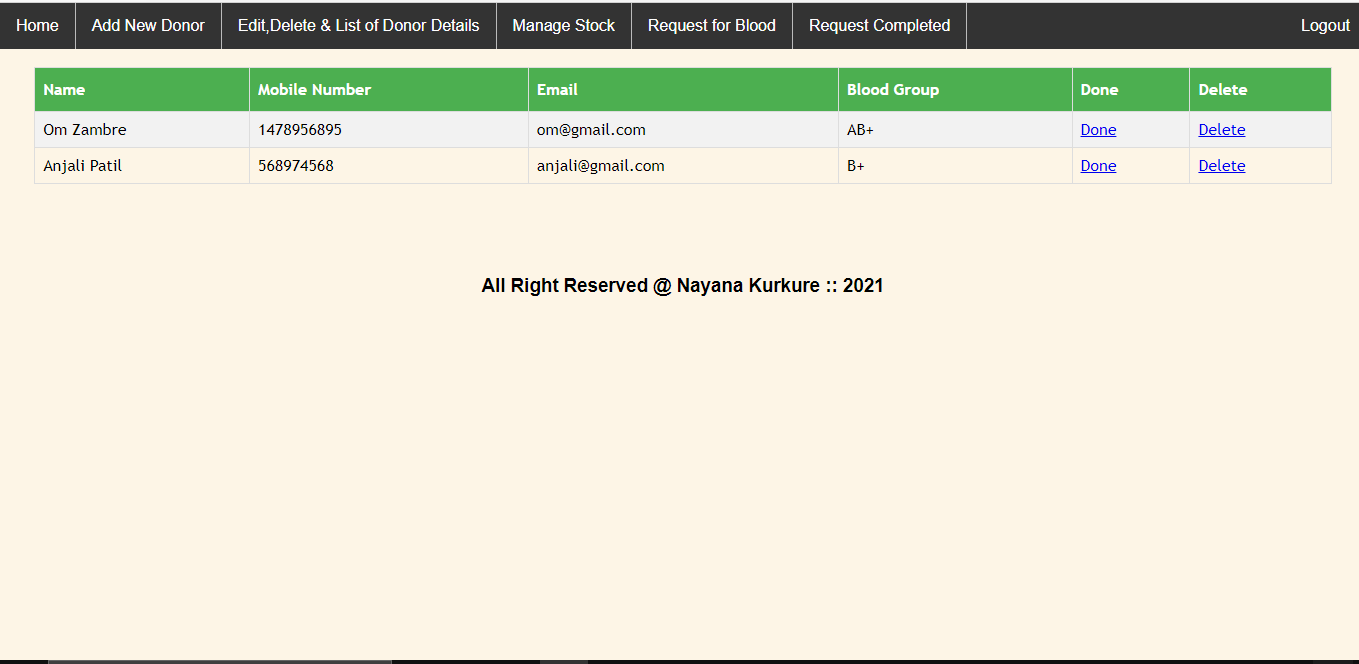 Home Add New Donor Edit,Delete & List of Donor Details Manage Stock Request for Blood Request Completed Logout
Name Mobile Number Email Blood Group Done Delete
Om Zambre 1478956895 om@gmail.com AB+ Done Delete
Anjali Patil 568974568 anjali@gmail.com B+ Done Delete
All Right Reserved @ Nayana Kurkure :: 2021